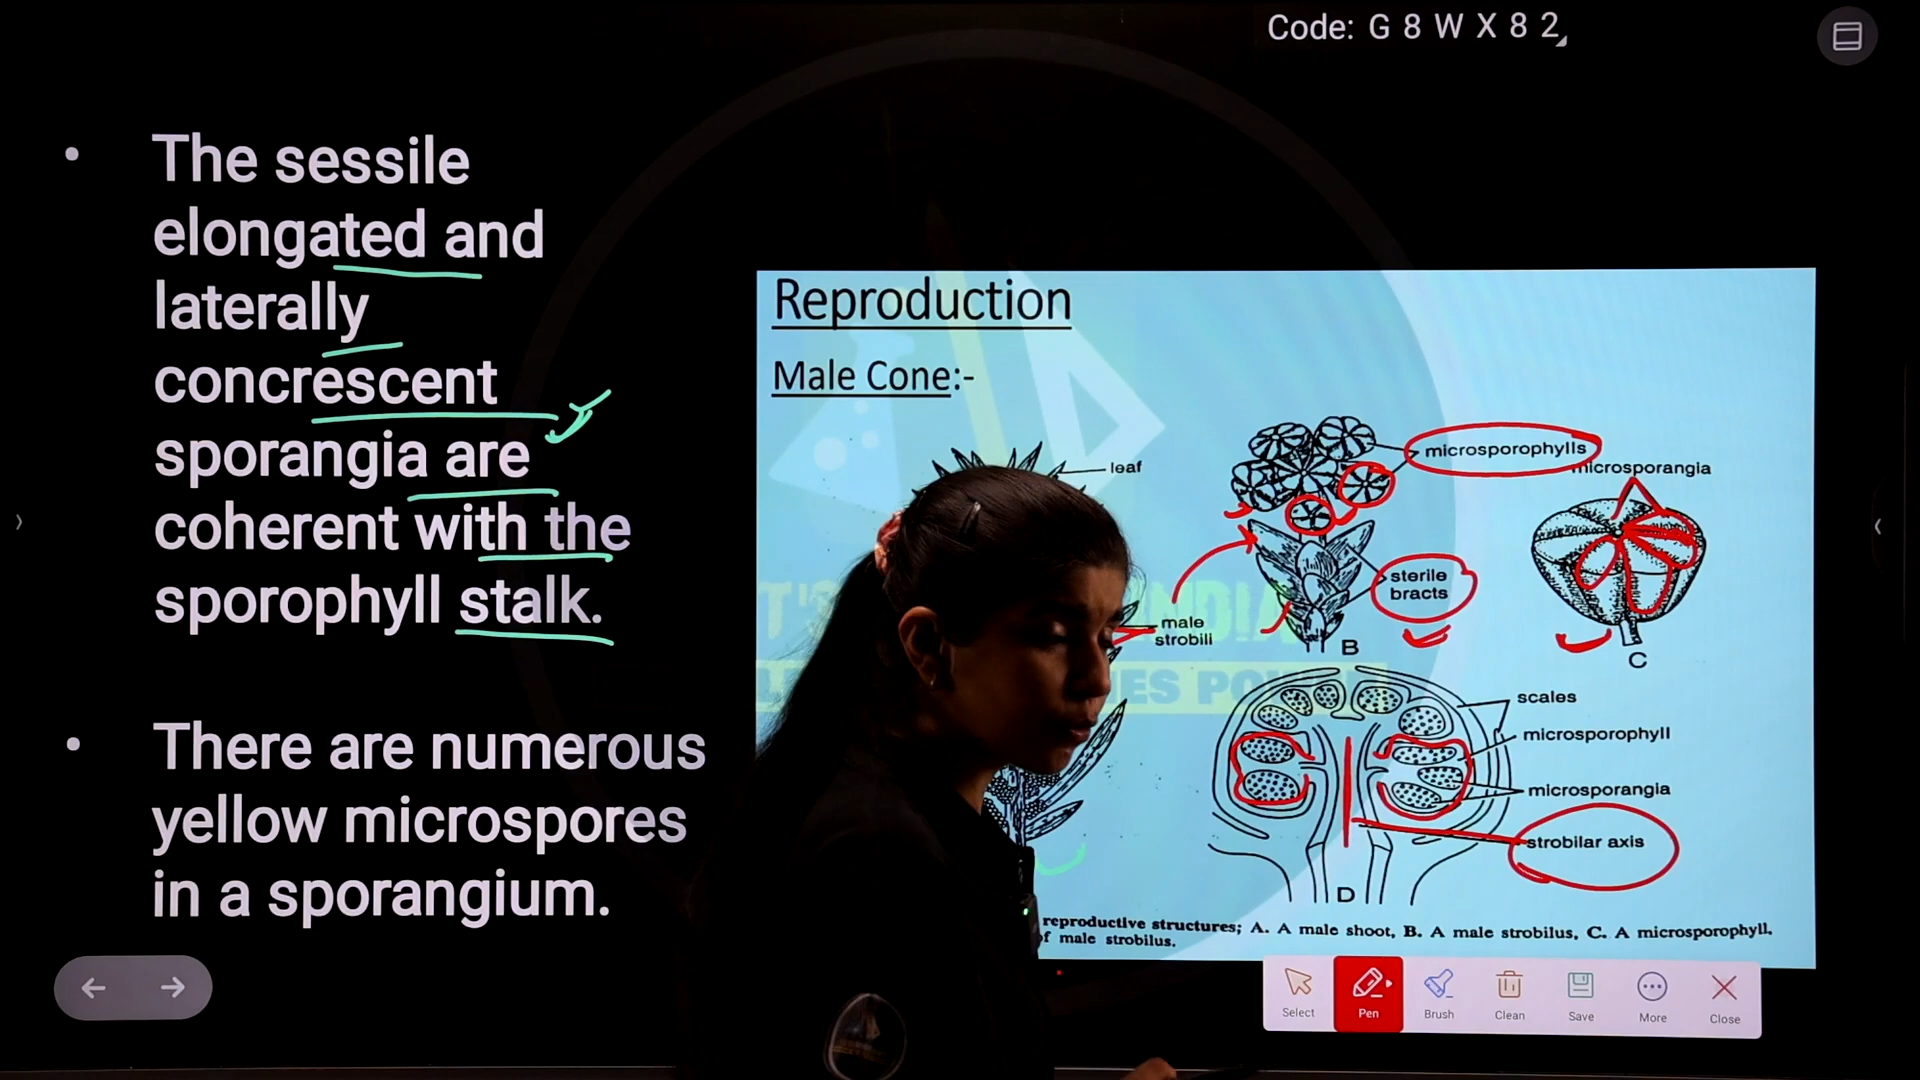 Code: G 8 W X 8 2
• The sessile
elongated and
laterally
concrescent
sporangia are
coherent with the
sporophyll stalk.
• There are numerous
yellow microspores
in a sporangium.
Reproduction
Male Cone:-
leaf
microsporophylls
microsporangia
sterile
bracts
male
strobili
B
C
scales
microsporophyll
microsporangia
strobilar axis
D
reproductive structures; A. A male shoot, B. A male strobilus, C. A microsporophyll,
male strobilus.
Select
Pen
Brush
Clean
Save
More
Close